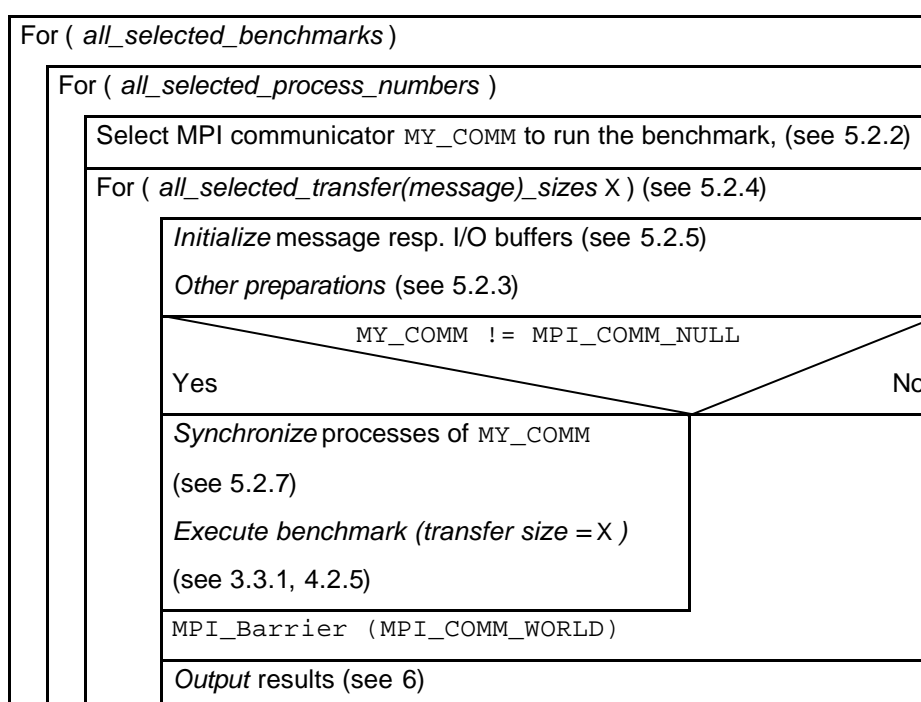 For ( all_selected_benchmarks )
For ( all_selected_process_numbers )
Select MPI communicator MY_COMM to run the benchmark, (see 5.2.2)
For ( all_selected_transfer(message)_sizes X ) (see 5.2.4)
Initialize message resp. I/O buffers (see 5.2.5)
Other preparations (see 5.2.3)
MY_COMM != MPI_COMM_NULL
Yes No
Synchronize processes of MY_COMM
(see 5.2.7)
Execute benchmark (transfer size = X )
(see 3.3.1, 4.2.5)
MPI_Barrier (MPI_COMM_WORLD)
Output results (see 6)